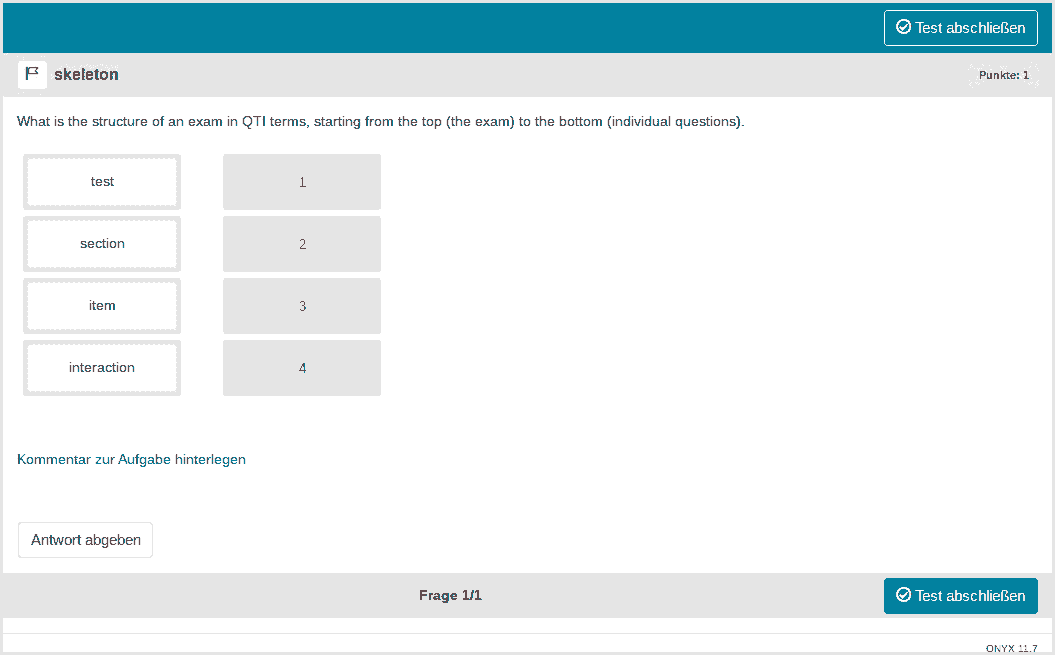 Test abschließen
skeleton
Punkte: 1
What is the structure of an exam in QTI terms, starting from the top (the exam) to the bottom (individual questions).
test 1
section 2
item 3
interaction 4
Kommentar zur Aufgabe hinterlegen
Antwort abgeben
Frage 1/1
Test abschließen
ONYX 11.7